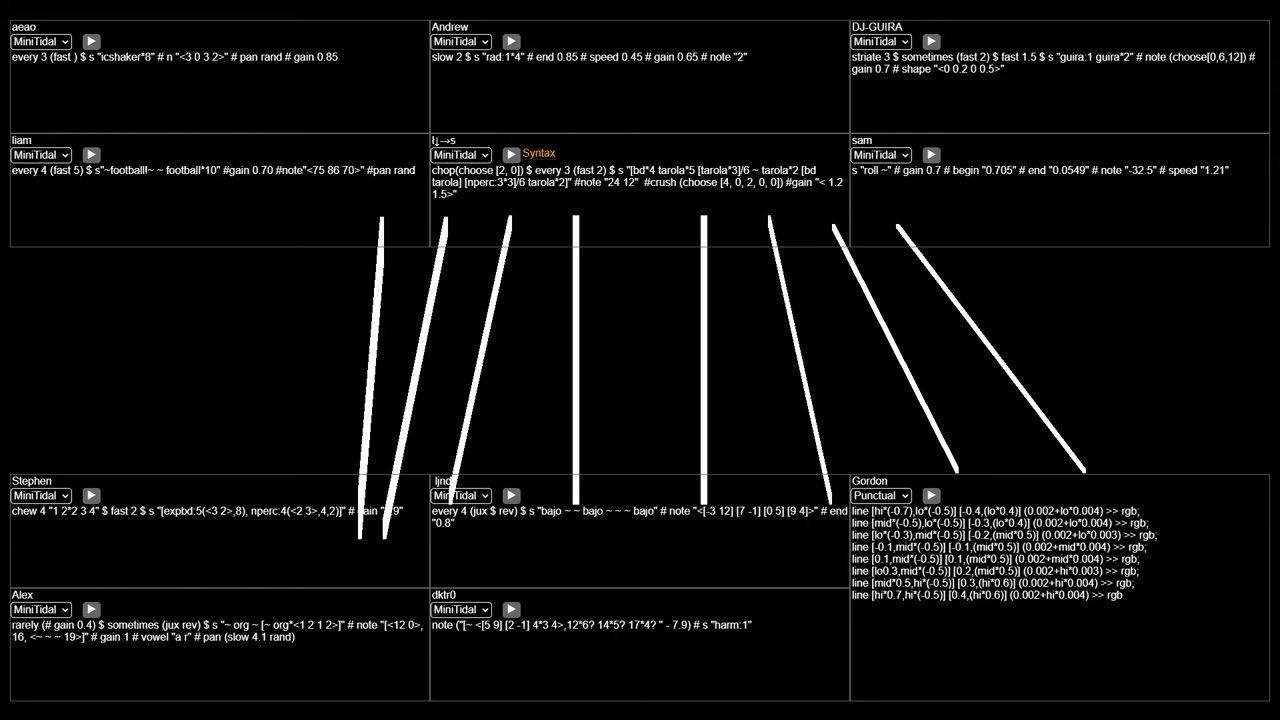 aeao
MiniTidal
every 3 (fast ) $ s "icshaker*8" # n "<3 0 3 2>" # pan rand # gain 0.85
Andrew
MiniTidal
slow 2 $ s "rad:1*4" # end 0.85 # speed 0.45 # gain 0.65 # note "2"
DJ-GUIRA
MiniTidal
striate 3 $ sometimes (fast 2) $ fast 1.5 $ s "guira:1 guira*2" # note (choose[0,6,12]) #
gain 0.7 # shape "<0 0.2 0 0.5>"
liam
MiniTidal
every 4 (fast 5) $ s"~footballl~ ~ football*10" #gain 0.70 #note"<75 86 70>" #pan rand
ł↓→s
MiniTidal
Syntax
chop(choose [2, 0]) $ every 3 (fast 2) $ s "[bd*4 tarola*5 [tarola*3]/6 ~ tarola*2 [bd
tarola] [nperc:3*3]/6 tarola*2]" #note "24 12" #crush (choose [4, 0, 2, 0, 0]) #gain "< 1.2
1.5>"
sam
MiniTidal
s "roll ~" # gain 0.7 # begin "0.705" # end "0.0549" # note "-32.5" # speed "1.21"
Stephen
MiniTidal
chew 4 "1 2*2 3 4" $ fast 2 $ s "[expbd:5(<3 2>,8), nperc:4(<2 3>,4,2)]" # gain
MiniTidal
every 4 (jux $ rev) $ s "bajo ~ ~ bajo ~ ~ ~ bajo" # note "<[-3 12] [7 -1] [0 5] [9 4]>" # end
"0.8"
Gordon
Punctual
line [hi*(-0.7),lo*(-0.5)] [-0.4,(lo*0.4)] (0.002+lo*0.004) >> rgb;
line [mid*(-0.5),lo*(-0.5)] [-0.3,(lo*0.4)] (0.002+lo*0.004) >> rgb;
line [lo*(-0.3),mid*(-0.5)] [-0.2,(mid*0.5)] (0.002+lo*0.003) >> rgb;
line [-0.1,mid*(-0.5)] [-0.1,(mid*0.5)] (0.002+mid*0.004) >> rgb;
line [0.1,mid*(-0.5)] [0.1,(mid*0.5)] (0.002+mid*0.004) >> rgb;
line [lo0.3,mid*(-0.5)] [0.2,(mid*0.5)] (0.002+hi*0.003) >> rgb;
line [mid*0.5,hi*(-0.5)] [0.3,(hi*0.6)] (0.002+hi*0.004) >> rgb;
line [hi*0.7,hi*(-0.5)] [0.4,(hi*0.6)] (0.002+hi*0.004) >> rgb
Alex
MiniTidal
rarely (# gain 0.4) $ sometimes (jux rev) $ s "~ org ~ [~ org*<1 2 1 2>]" # note "[<12 0>,
16, <~ ~ ~ 19>]" # gain 1 # vowel "a r" # pan (slow 4.1 rand)
dktr0
MiniTidal
note ("[~ <[5 9] [2 -1] 4*3 4>,12*6? 14*5? 17*4? " - 7.9) # s "harm:1"